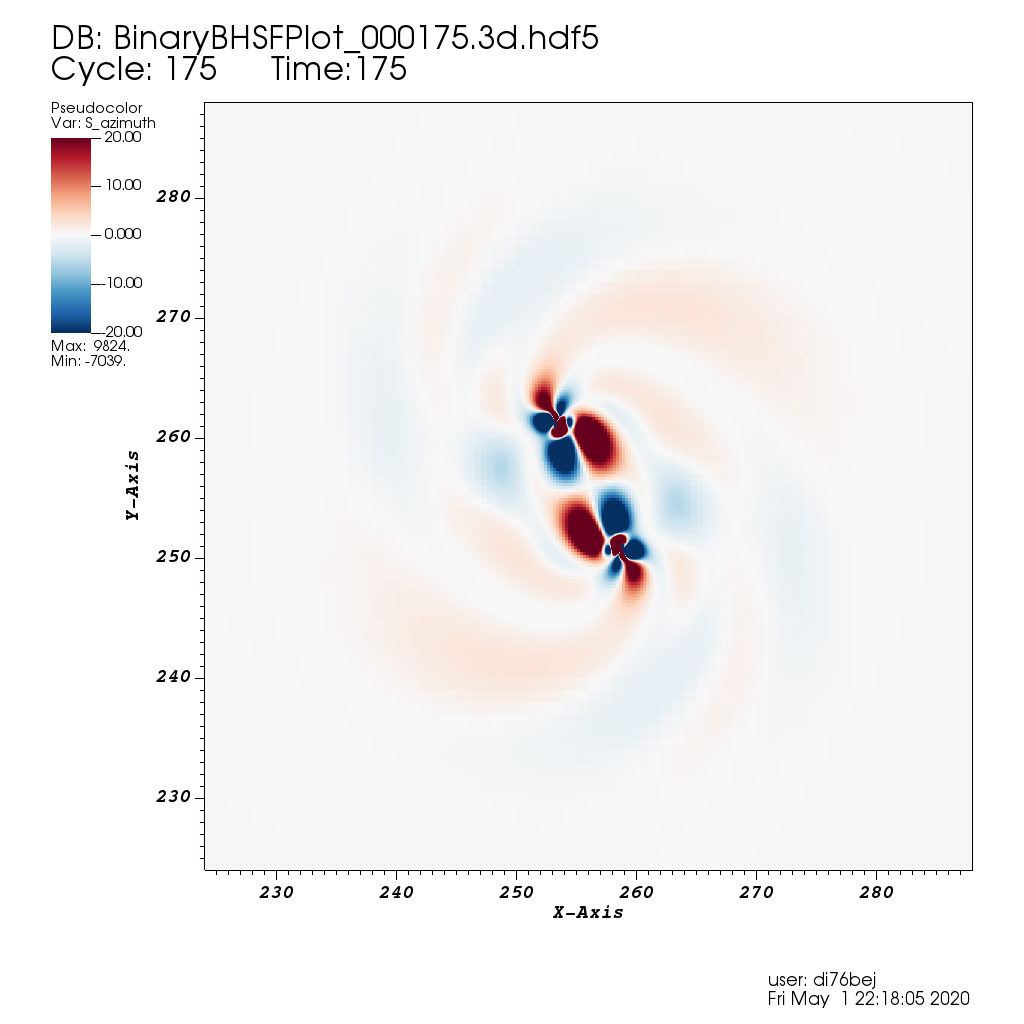 DB: BinaryBHSFPlot_000175.3d.hdf5
Cycle: 175 Time:175
Pseudocolor
Var: S_azimuth
20.00
10.00
0.000
-10.00
-20.00
Max: 9824.
Min: -7039.
280
270
260
250
240
230
Y-Axis
230 240 250 260 270 280
X-Axis
user: di76bej
Fri May 1 22:18:05 2020